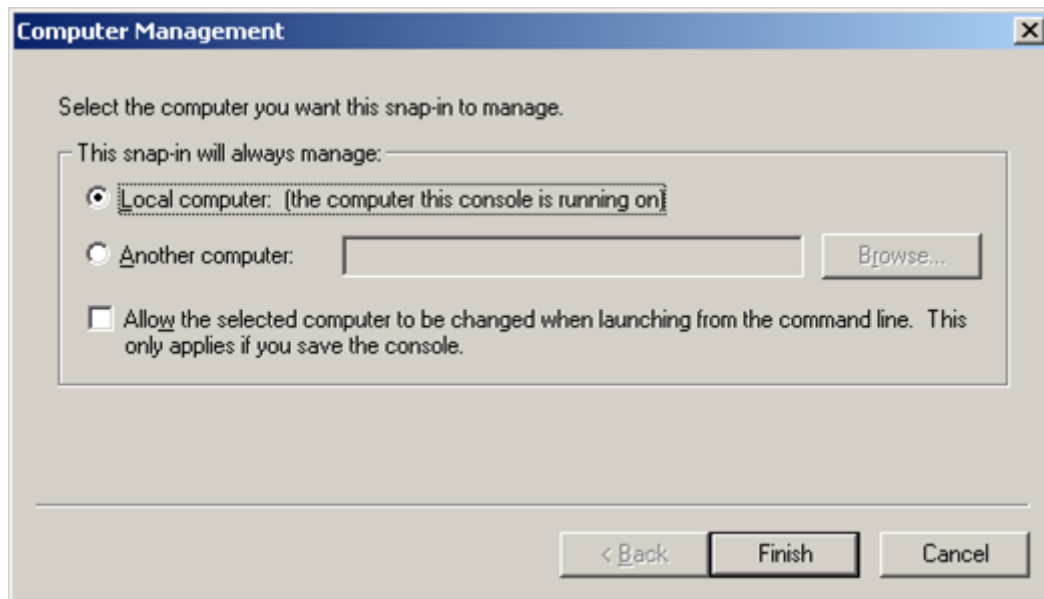 Computer Management
Select the computer you want this snap-in to manage.
This snap-in will always manage:
Local computer: (the computer this console is running on)
Another computer:
Browse...
Allow the selected computer to be changed when launching from the command line. This
only applies if you save the console.
< Back
Finish
Cancel